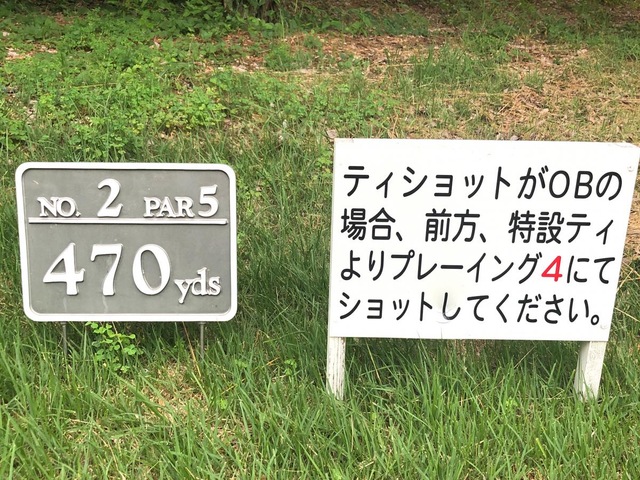 NO. 2 PAR 5
470yds
ティショットがOBの
場合、前方、特設ティ
よりプレーイング4にて
ショットしてください。